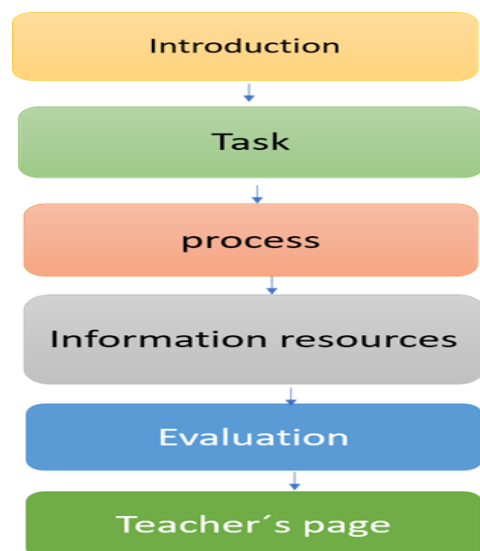 Introduction
Task
process
Information resources
Evaluation
Teacher´s page